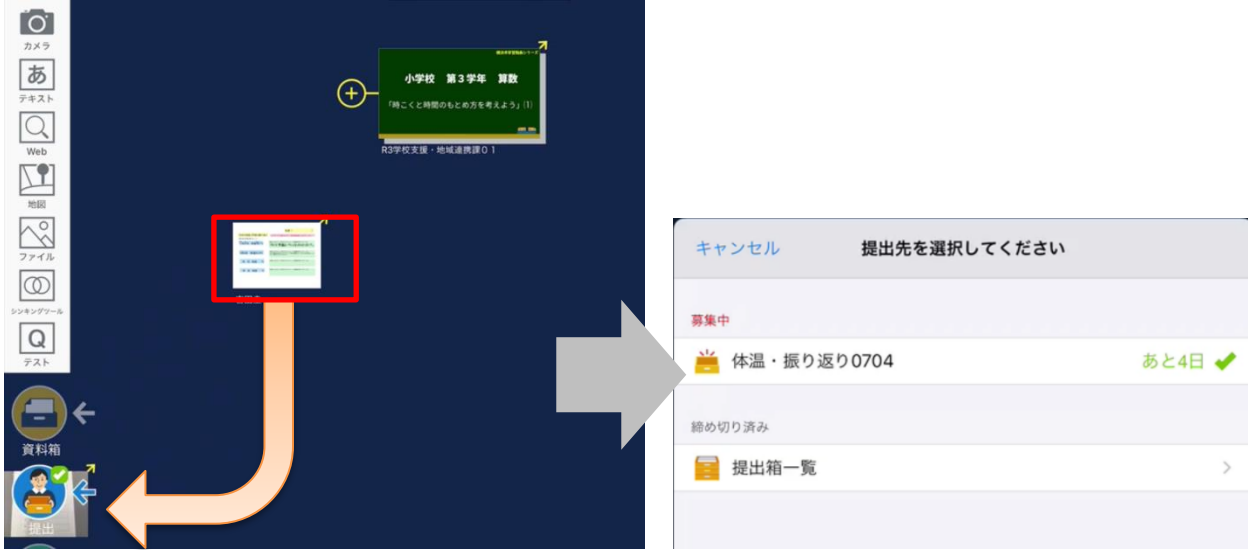 カメラ
あ
テキスト
Web
地図
ファイル
シンキングツール
Q
テスト
資料箱
提出
小学校 第3学年 算数
「時こくと時間のもとめ方を考えよう」(1)
R3学校支援・地域連携課01
キャンセル 提出先を選択してください
募集中
体温・振り返り0704 あと4日
締め切り済み
提出箱一覧